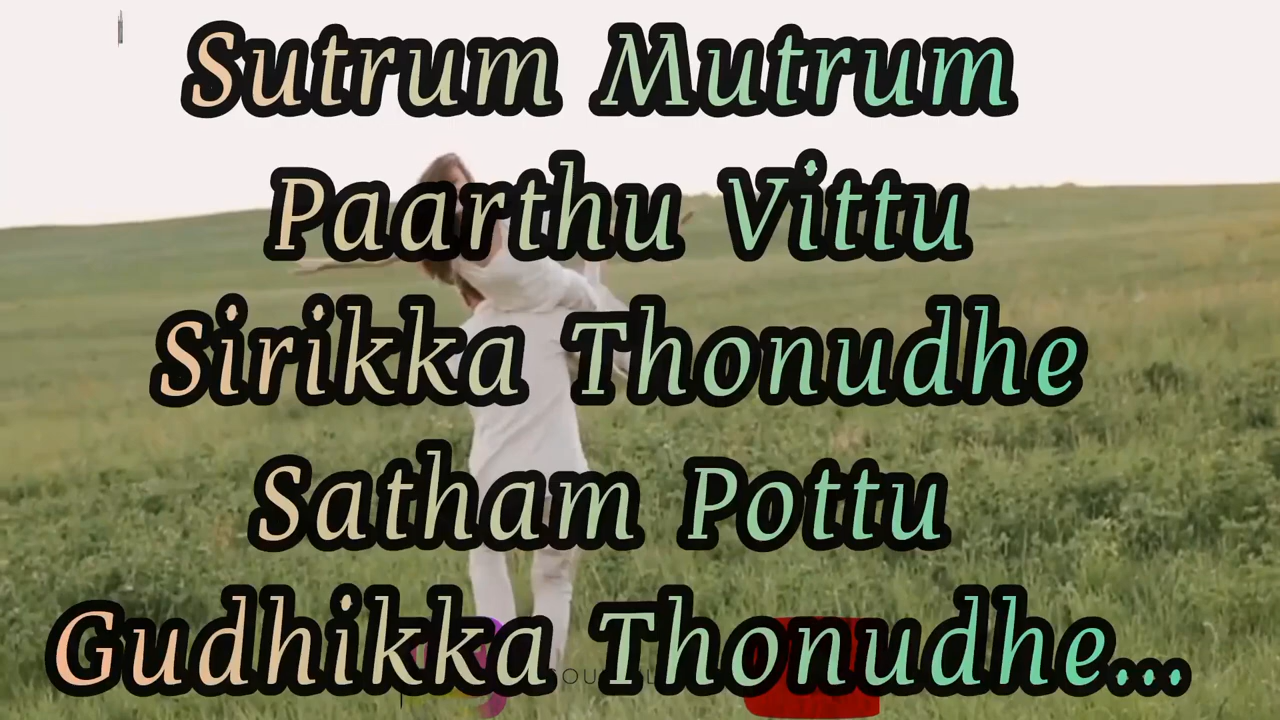 Sutrum Mutrum
Paarthu Vittu
Sirikka Thonudhe
Satham Pottu
Gudhikka Thonudhe...